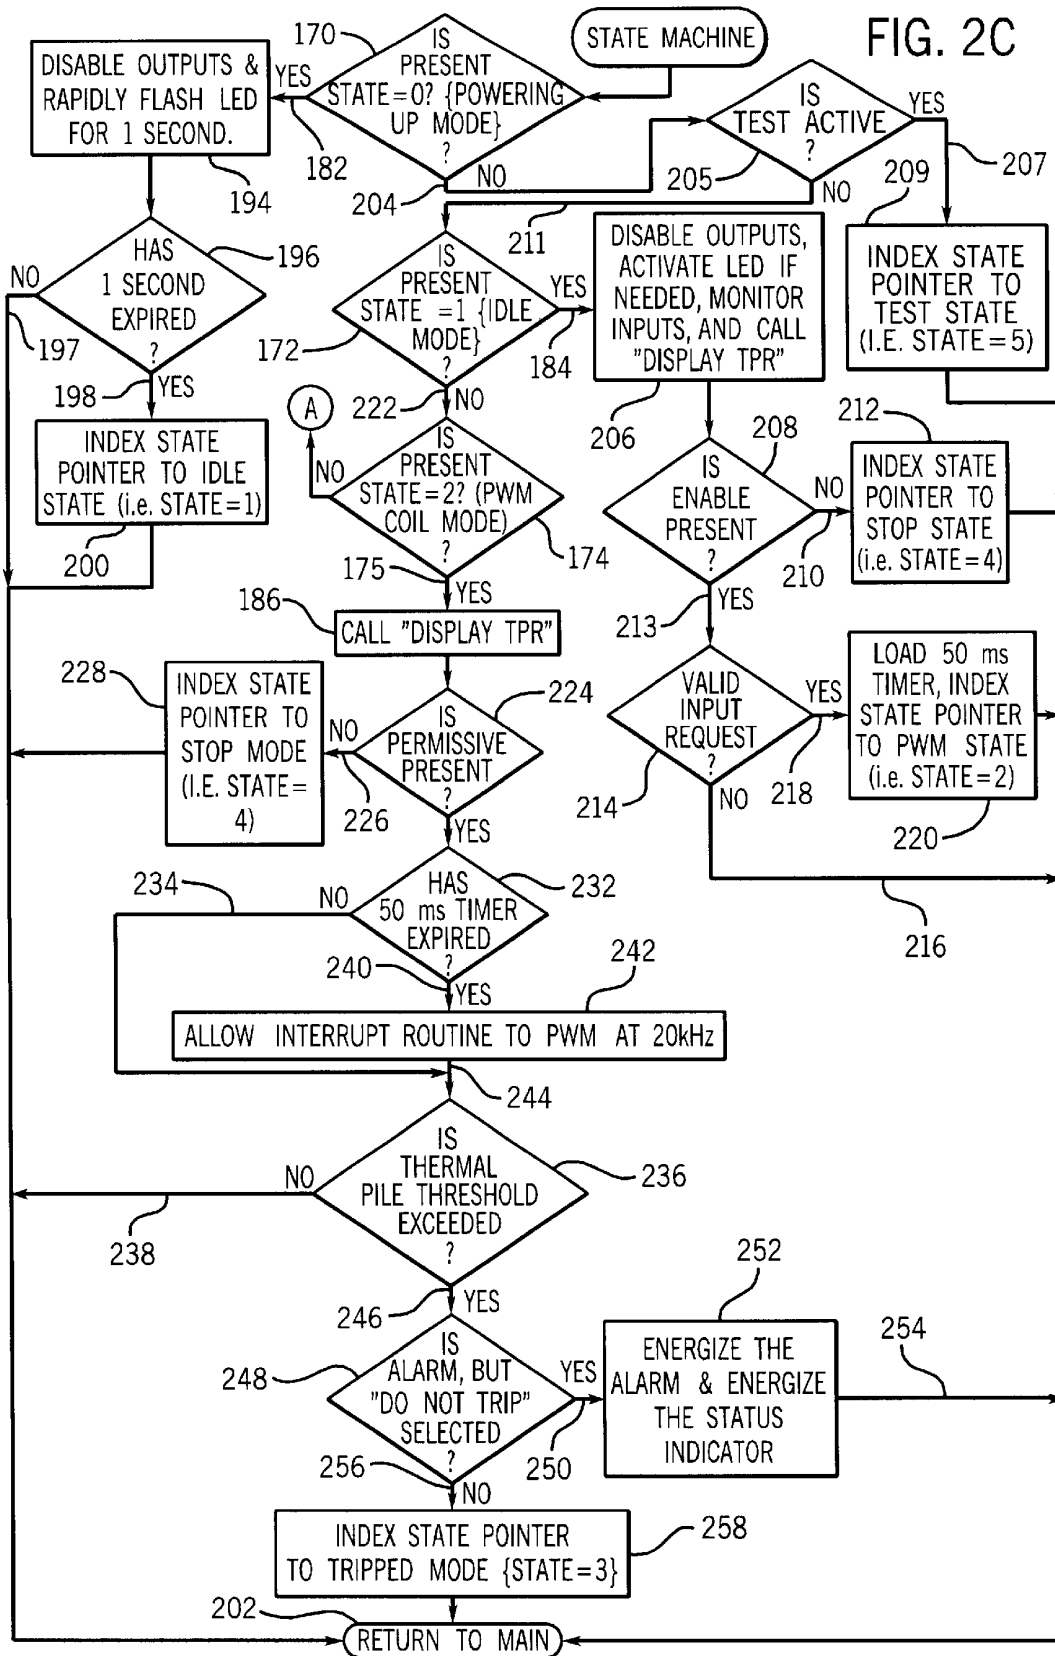 FIG. 2C
STATE MACHINE
170
IS
PRESENT
STATE=0? {POWERING
UP MODE}
?
YES
182
NO
204
DISABLE OUTPUTS &
RAPIDLY FLASH LED
FOR 1 SECOND.
194
HAS
1 SECOND
EXPIRED
?
196
NO
197
198
YES
INDEX STATE
POINTER TO IDLE
STATE (i.e. STATE=1)
200
IS
TEST ACTIVE
?
205
YES
207
NO
211
209
INDEX STATE
POINTER TO
TEST STATE
(I.E. STATE=5)
IS
PRESENT
STATE =1 {IDLE
MODE}
?
172
YES
184
222
NO
DISABLE OUTPUTS,
ACTIVATE LED IF
NEEDED, MONITOR
INPUTS, AND CALL
"DISPLAY TPR"
206
208
IS
ENABLE
PRESENT
?
NO
210
212
INDEX STATE
POINTER TO
STOP STATE
(i.e. STATE=4)
213
YES
VALID
INPUT
REQUEST
?
214
YES
218
LOAD 50 ms
TIMER, INDEX
STATE POINTER
TO PWM STATE
(i.e. STATE=2)
220
NO
216
A
NO
IS
PRESENT
STATE=2? (PWM
COIL MODE)
?
174
175
YES
186
CALL "DISPLAY TPR"
224
IS
PERMISSIVE
PRESENT
?
NO
226
228
INDEX STATE
POINTER TO
STOP MODE
(I.E. STATE=
4)
YES
232
HAS
50 ms TIMER
EXPIRED
?
234
NO
240
YES
242
ALLOW INTERRUPT ROUTINE TO PWM AT 20kHz
244
IS
THERMAL
PILE THRESHOLD
EXCEEDED
?
236
NO
238
246
YES
IS
ALARM, BUT
"DO NOT TRIP"
SELECTED
?
248
YES
250
252
ENERGIZE THE
ALARM & ENERGIZE
THE STATUS
INDICATOR
254
256
NO
INDEX STATE POINTER
TO TRIPPED MODE {STATE=3}
258
202
RETURN TO MAIN